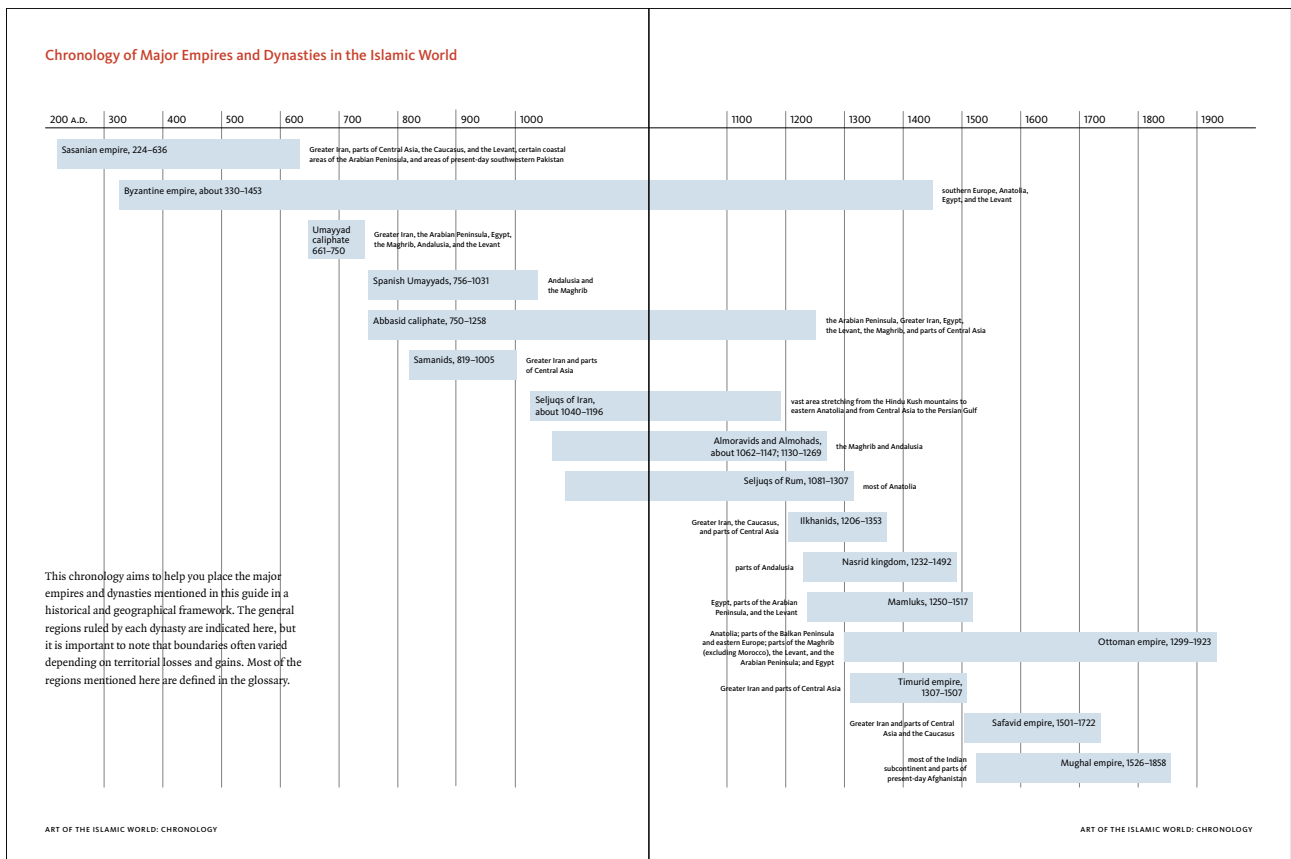 Chronology of Major Empires and Dynasties in the Islamic World
200 A.D.
300
400
500
600
700
800
900
1000
1100
1200
1300
1400
1500
1600
1700
1800
1900
Sasanian empire, 224–636
Greater Iran, parts of Central Asia, the Caucasus, and the Levant, certain coastal
areas of the Arabian Peninsula, and areas of present-day southwestern Pakistan
Byzantine empire, about 330–1453
southern Europe, Anatolia,
Egypt, and the Levant
Umayyad
caliphate
661–750
Greater Iran, the Arabian Peninsula, Egypt,
the Maghrib, Andalusia, and the Levant
Spanish Umayyads, 756–1031
Andalusia and
the Maghrib
Abbasid caliphate, 750–1258
the Arabian Peninsula, Greater Iran, Egypt,
the Levant, the Maghrib, and parts of Central Asia
Samanids, 819–1005
Greater Iran and parts
of Central Asia
Seljuqs of Iran,
about 1040–1196
vast area stretching from the Hindu Kush mountains to
eastern Anatolia and from Central Asia to the Persian Gulf
Almoravids and Almohads,
about 1062–1147; 1130–1269
the Maghrib and Andalusia
Seljuqs of Rum, 1081–1307
most of Anatolia
Greater Iran, the Caucasus,
and parts of Central Asia
Ilkhanids, 1206–1353
parts of Andalusia
Nasrid kingdom, 1232–1492
Egypt, parts of the Arabian
Peninsula, and the Levant
Mamluks, 1250–1517
Anatolia; parts of the Balkan Peninsula
and eastern Europe; parts of the Maghrib
(excluding Morocco), the Levant, and the
Arabian Peninsula; and Egypt
Ottoman empire, 1299–1923
Greater Iran and parts of Central Asia
Timurid empire,
1307–1507
Greater Iran and parts of Central
Asia and the Caucasus
Safavid empire, 1501–1722
most of the Indian
subcontinent and parts of
present-day Afghanistan
Mughal empire, 1526–1858
This chronology aims to help you place the major
empires and dynasties mentioned in this guide in a
historical and geographical framework. The general
regions ruled by each dynasty are indicated here, but
it is important to note that boundaries often varied
depending on territorial losses and gains. Most of the
regions mentioned here are defined in the glossary.
ART OF THE ISLAMIC WORLD: CHRONOLOGY
ART OF THE ISLAMIC WORLD: CHRONOLOGY